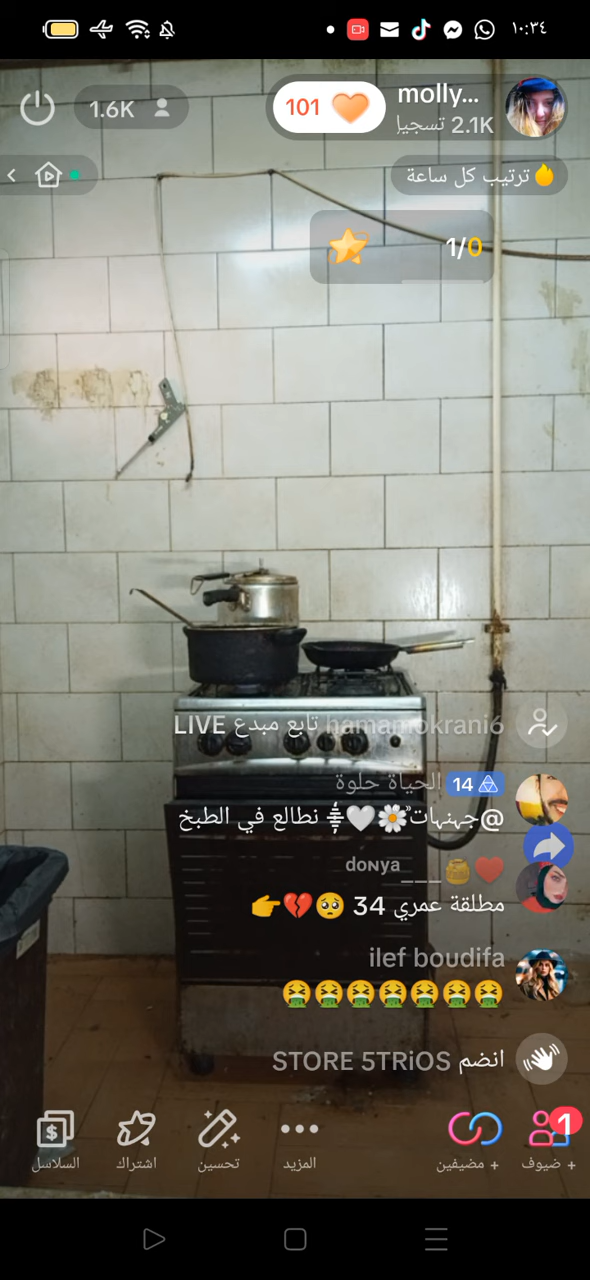 ١٠:٣٤
molly...
2.1K تسجيل
101
1.6K
ترتيب كل ساعة
1/0
hamamokrani6 تابع مبدع LIVE
14 الحياة حلوة
@جهنهات 🌼🤍 نطالع في الطبخ
doɴya___🍯❤️
مطلقة عمري 34 🥺💔👉
ilef boudifa
🤮🤮🤮🤮🤮🤮🤮
STORE 5TRiOS انضم
1
+ ضيوف
+ مضيفين
المزيد
تحسين
اشتراك
السلاسل